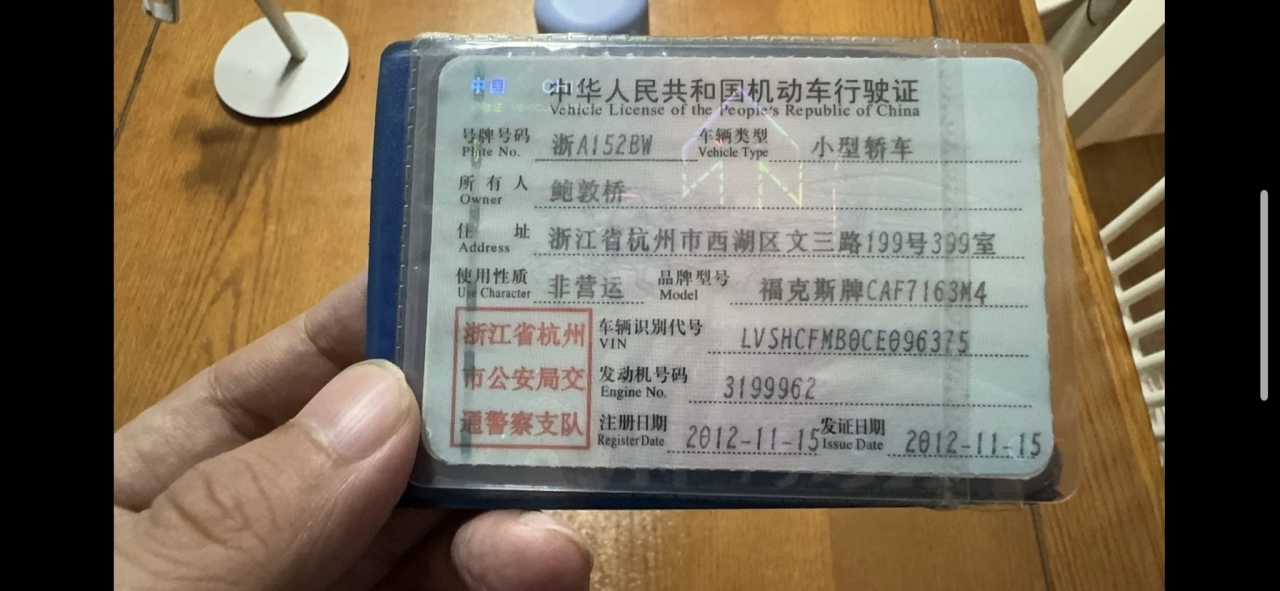 中国 CHI
中华人民共和国机动车行驶证
Vehicle License of the People's Republic of China
号牌号码 浙A152BW 车辆类型 小型轿车
Plate No. Vehicle Type
所有人 鲍敦桥
Owner
住址 浙江省杭州市西湖区文三路199号399室
Address
使用性质 非营运 品牌型号 福克斯牌CAF7163M4
Use Character Model
浙江省杭州
市公安局交
通警察支队
车辆识别代号 LVSHCFMB0CE096375
VIN
发动机号码 3199962
Engine No.
注册日期 2012-11-15 发证日期 2012-11-15
Register Date Issue Date